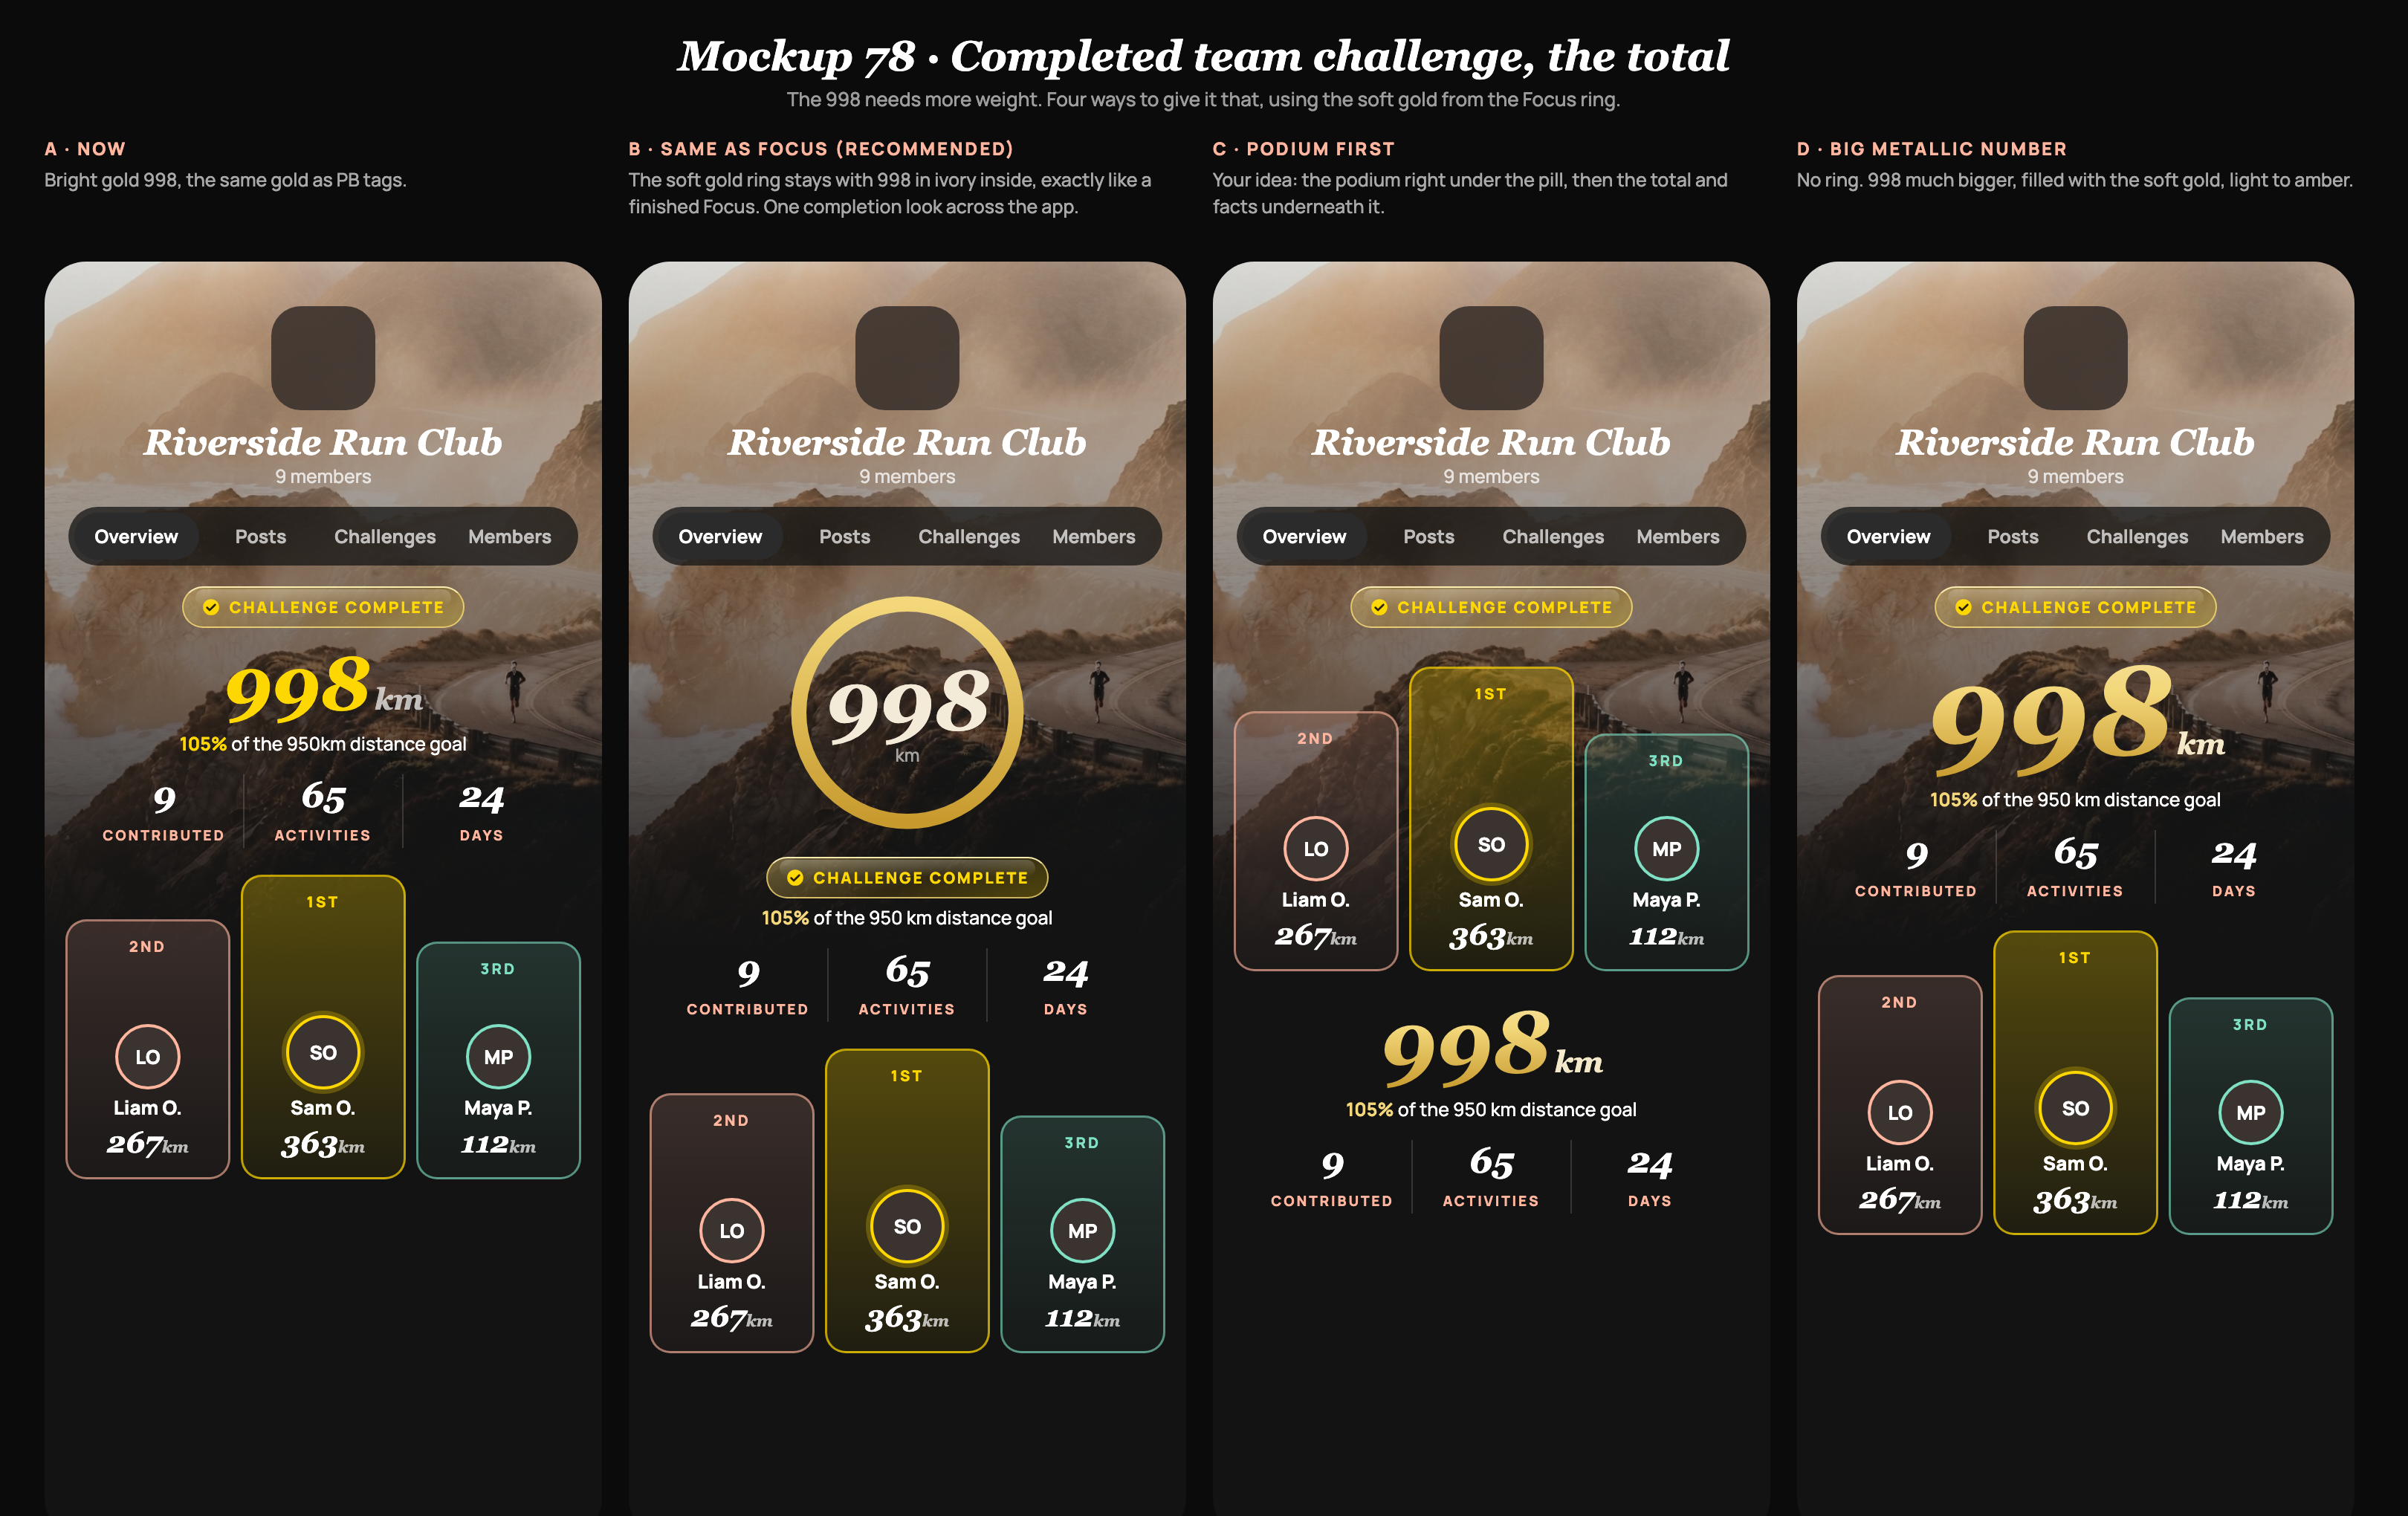 Mockup 78 · Completed team challenge, the total
The 998 needs more weight. Four ways to give it that, using the soft gold from the Focus ring.
A · NOW
Bright gold 998, the same gold as PB tags.
Riverside Run Club
9 members
Overview Posts Challenges Members
CHALLENGE COMPLETE
998 km
105% of the 950km distance goal
9 65 24
CONTRIBUTED ACTIVITIES DAYS
1ST
2ND
3RD
LO SO MP
Liam O. Sam O. Maya P.
267km 363km 112km
B · SAME AS FOCUS (RECOMMENDED)
The soft gold ring stays with 998 in ivory inside, exactly like a
finished Focus. One completion look across the app.
Riverside Run Club
9 members
Overview Posts Challenges Members
998
km
CHALLENGE COMPLETE
105% of the 950 km distance goal
9 65 24
CONTRIBUTED ACTIVITIES DAYS
1ST
2ND
3RD
LO SO MP
Liam O. Sam O. Maya P.
267km 363km 112km
C · PODIUM FIRST
Your idea: the podium right under the pill, then the total and
facts underneath it.
Riverside Run Club
9 members
Overview Posts Challenges Members
CHALLENGE COMPLETE
1ST
2ND
3RD
LO SO MP
Liam O. Sam O. Maya P.
267km 363km 112km
998 km
105% of the 950 km distance goal
9 65 24
CONTRIBUTED ACTIVITIES DAYS
D · BIG METALLIC NUMBER
No ring. 998 much bigger, filled with the soft gold, light to amber.
Riverside Run Club
9 members
Overview Posts Challenges Members
CHALLENGE COMPLETE
998 km
105% of the 950 km distance goal
9 65 24
CONTRIBUTED ACTIVITIES DAYS
1ST
2ND
3RD
LO SO MP
Liam O. Sam O. Maya P.
267km 363km 112km